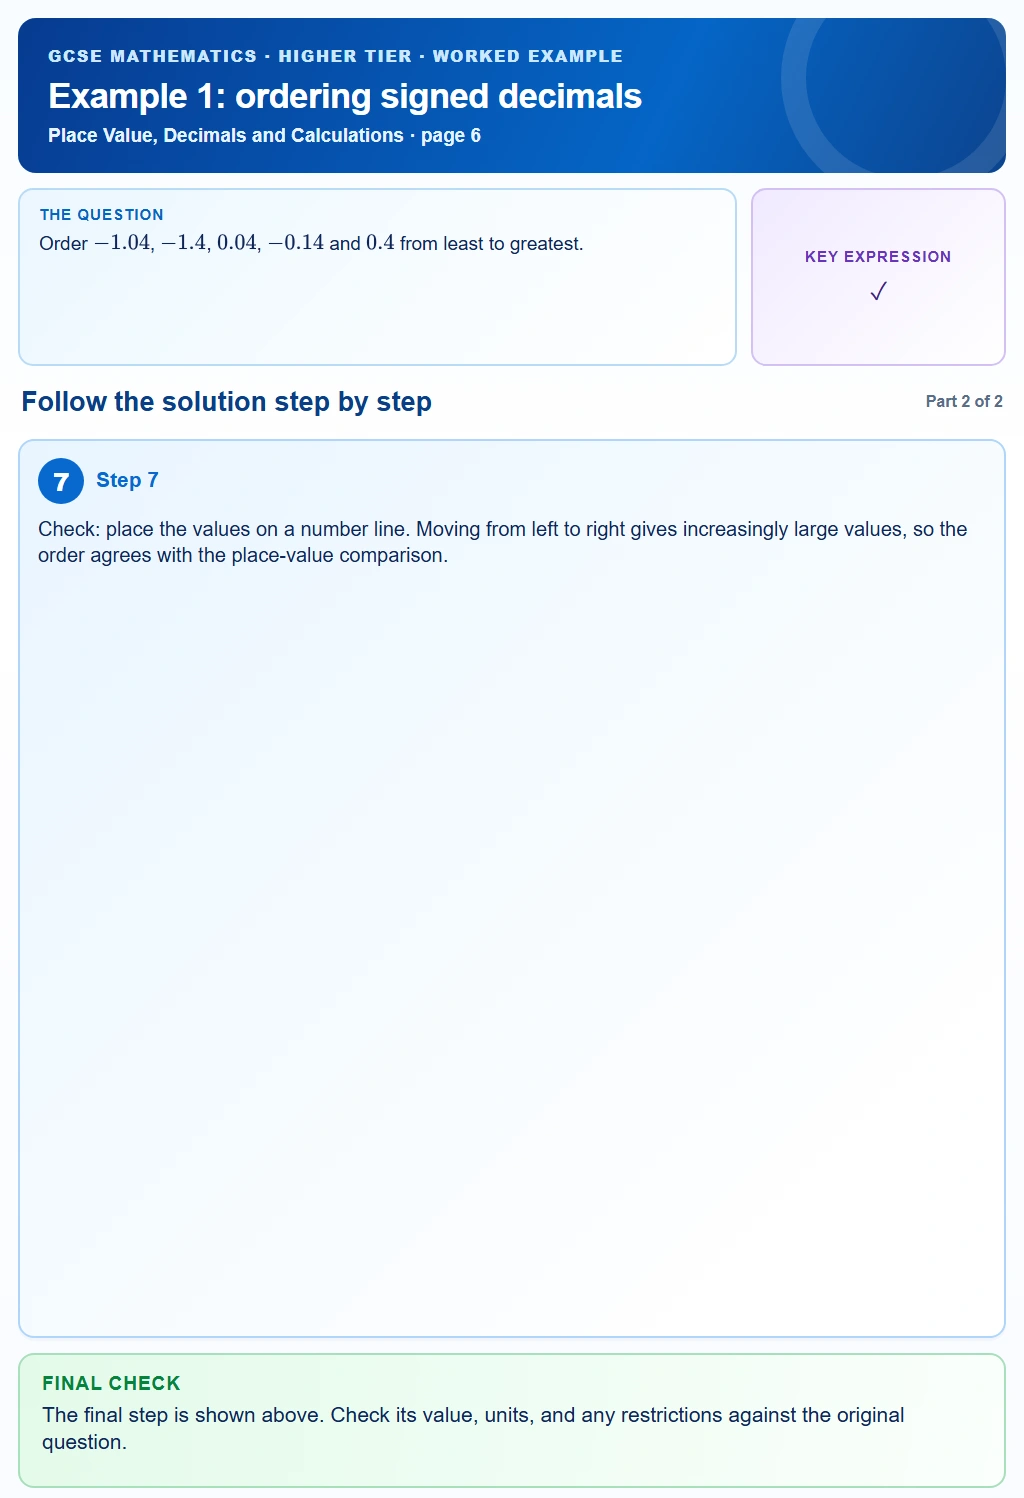 GCSE MATHEMATICS · HIGHER TIER · WORKED EXAMPLE
Example 1: ordering signed decimals
Place Value, Decimals and Calculations · page 6
THE QUESTION
Order −1.04, −1.4, 0.04, −0.14 and 0.4 from least to greatest.
KEY EXPRESSION
✓
Follow the solution step by step
Part 2 of 2
7 Step 7
Check: place the values on a number line. Moving from left to right gives increasingly large values, so the
order agrees with the place-value comparison.
FINAL CHECK
The final step is shown above. Check its value, units, and any restrictions against the original
question.